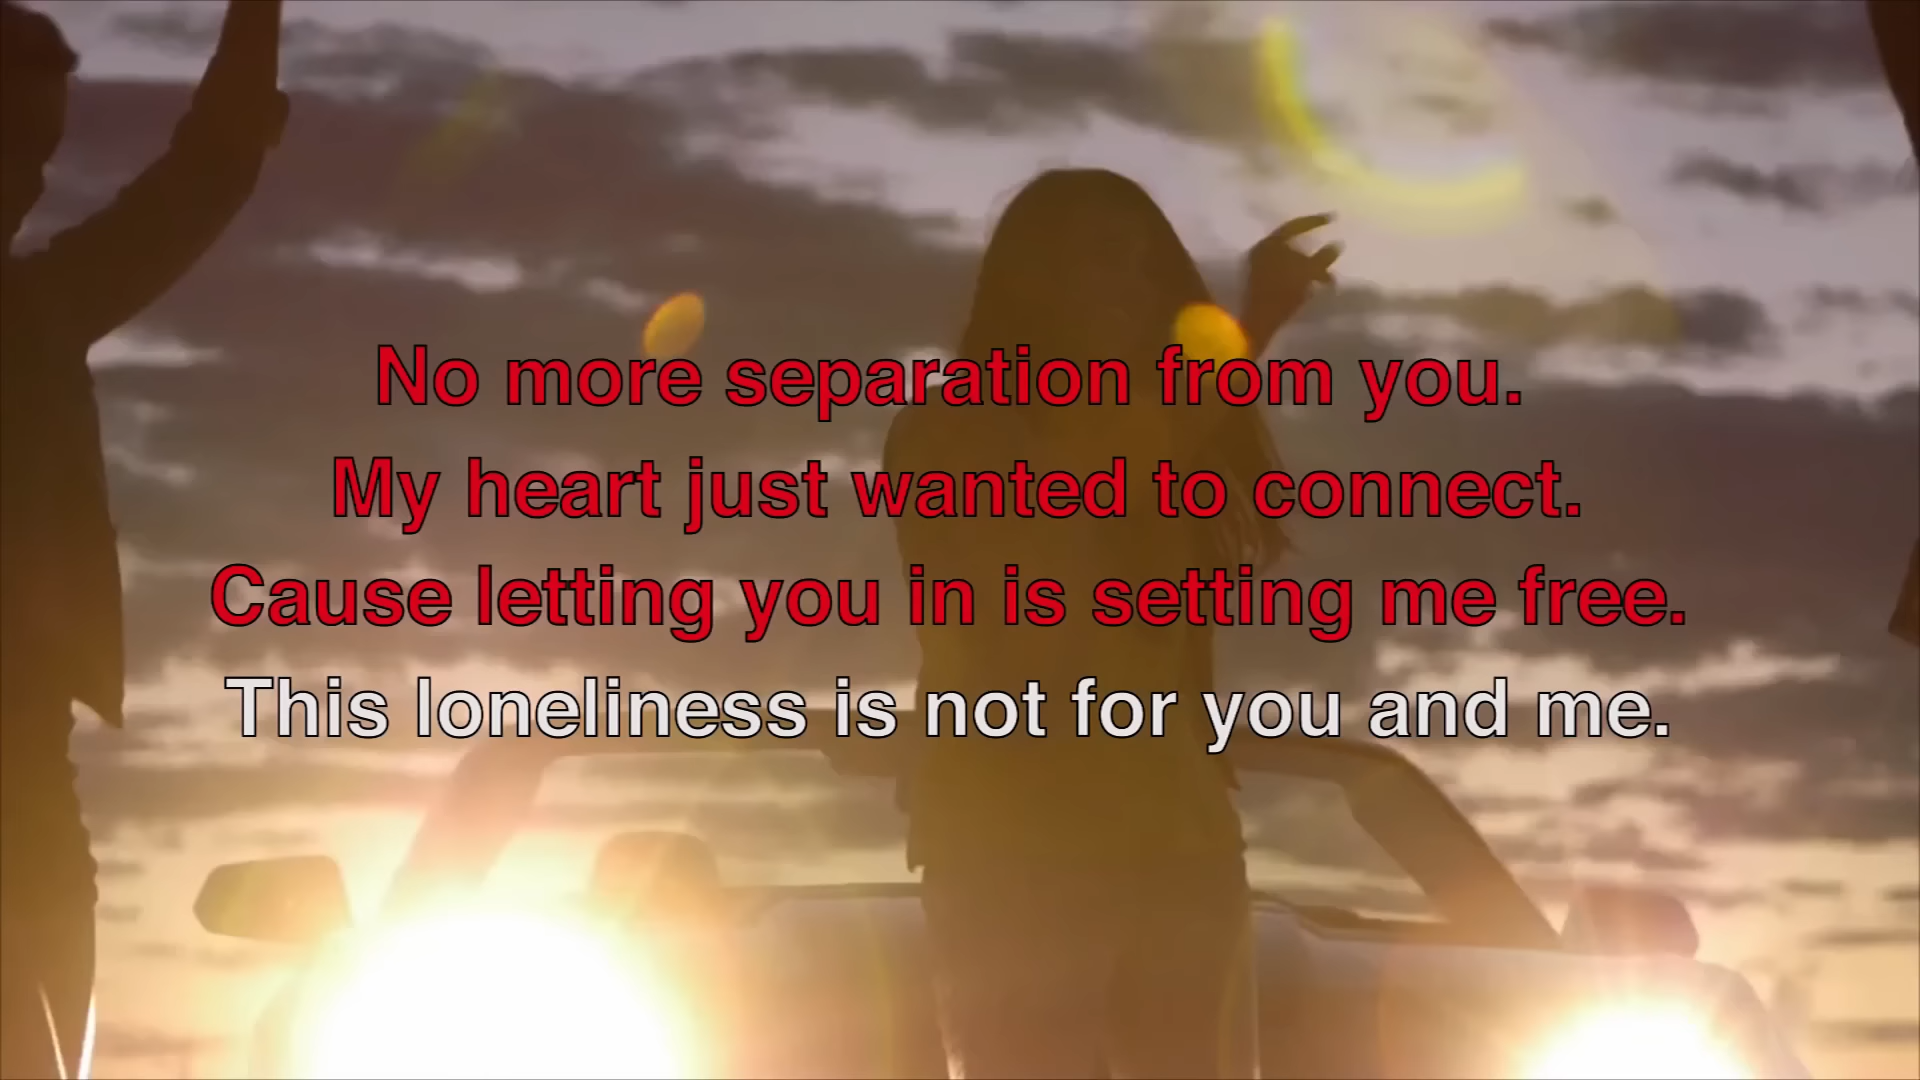 No more separation from you.
My heart just wanted to connect.
Cause letting you in is setting me free.
This loneliness is not for you and me.